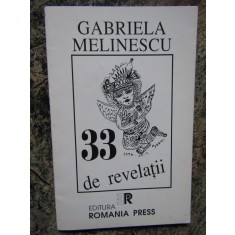 GABRIELA
MELINESCU
33
de revelații
R
EDITURA
ROMANIA PRESS